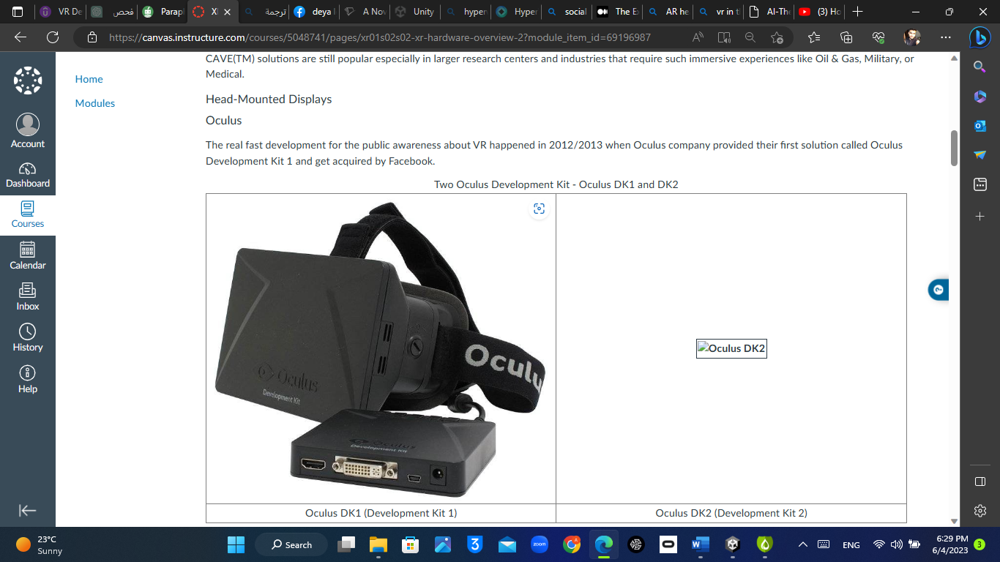 VR De
فحص
Parap
XI
ترجمة
deya l
A Nov
Unity
hyper
Hyper
social
The Ex
AR he
vr in t
AI-The
(3) Ho
https://canvas.instructure.com/courses/5048741/pages/xr01s02s02-xr-hardware-overview-2?module_item_id=69196987
CAVE(TM) solutions are still popular especially in larger research centers and industries that require such immersive experiences like Oil & Gas, Military, or
Medical.
Home
Modules
Account
Dashboard
Courses
Calendar
Inbox
History
Help
Head-Mounted Displays
Oculus
The real fast development for the public awareness about VR happened in 2012/2013 when Oculus company provided their first solution called Oculus
Development Kit 1 and get acquired by Facebook.
Two Oculus Development Kit - Oculus DK1 and DK2
Oculus
Development Kit
Oculu
Oculus
Development Kit
Oculus DK2
Oculus DK1 (Development Kit 1)
Oculus DK2 (Development Kit 2)
23°C
Sunny
Search
zoom
ENG
6:29 PM
6/4/2023
3